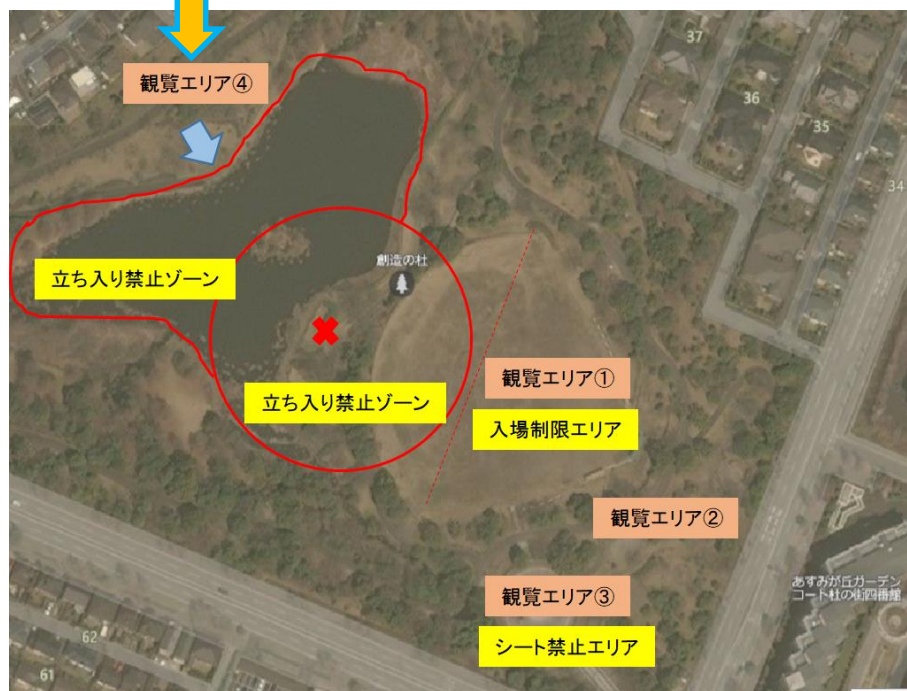 観覧エリア④
37
36
35
34
創造の杜
立ち入り禁止ゾーン
観覧エリア①
立ち入り禁止ゾーン
入場制限エリア
観覧エリア②
あすみが丘ガーデン
コート杜の街四番館
観覧エリア③
シート禁止エリア
62
61